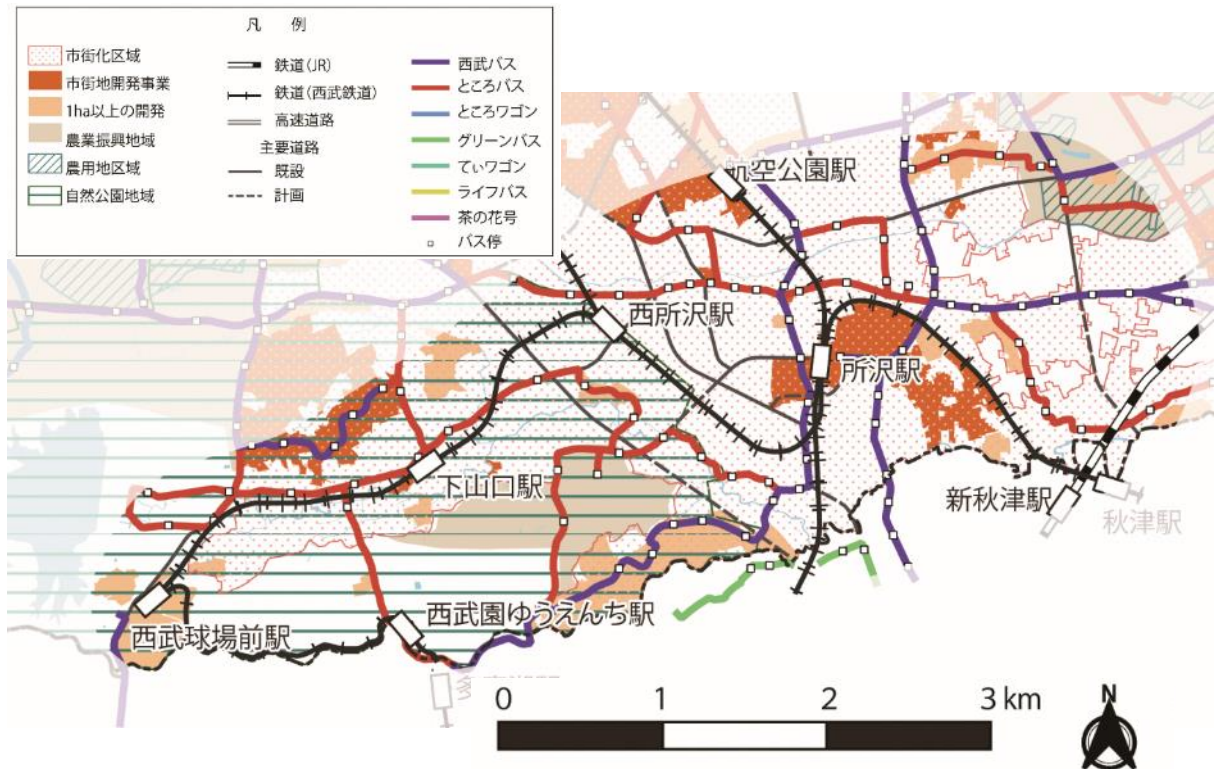 凡　例
市街化区域
市街地開発事業
1ha以上の開発
農業振興地域
農用地区域
自然公園地域
鉄道(JR)
鉄道(西武鉄道)
高速道路
主要道路
既設
計画
西武バス
ところバス
ところワゴン
グリーンバス
てぃワゴン
ライフバス
茶の花号
バス停
航空公園駅
西所沢駅
所沢駅
下山口駅
新秋津駅
秋津駅
西武園ゆうえんち駅
西武球場前駅
0 1 2 3 km
N